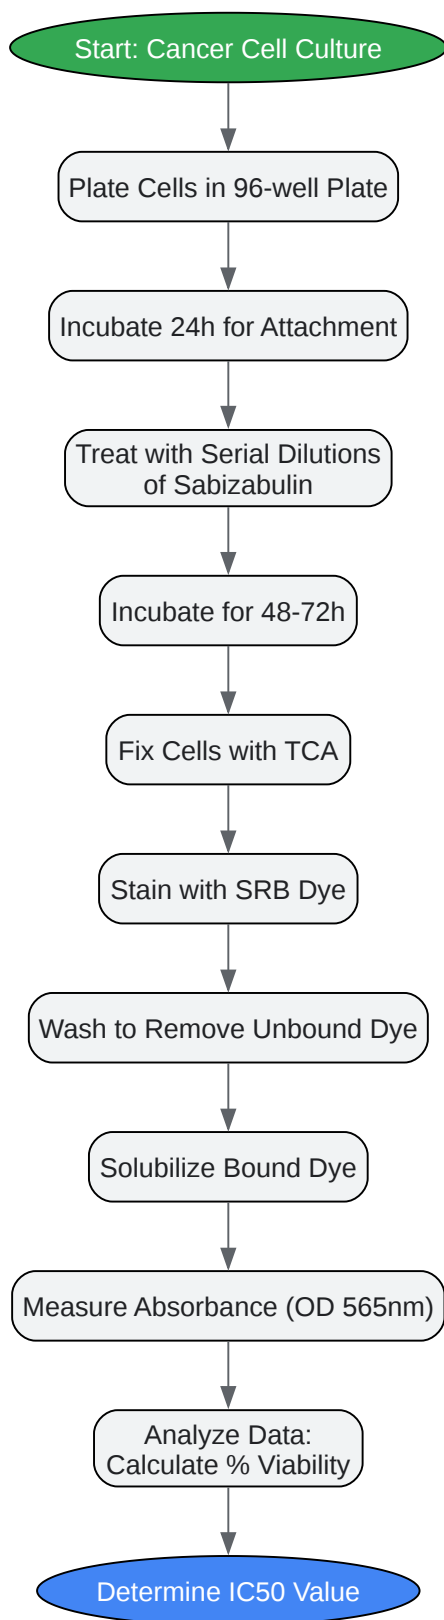 Start: Cancer Cell Culture
Plate Cells in 96-well Plate
Incubate 24h for Attachment
Treat with Serial Dilutions
of Sabizabulin
Incubate for 48-72h
Fix Cells with TCA
Stain with SRB Dye
Wash to Remove Unbound Dye
Solubilize Bound Dye
Measure Absorbance (OD 565nm)
Analyze Data:
Calculate % Viability
Determine IC50 Value